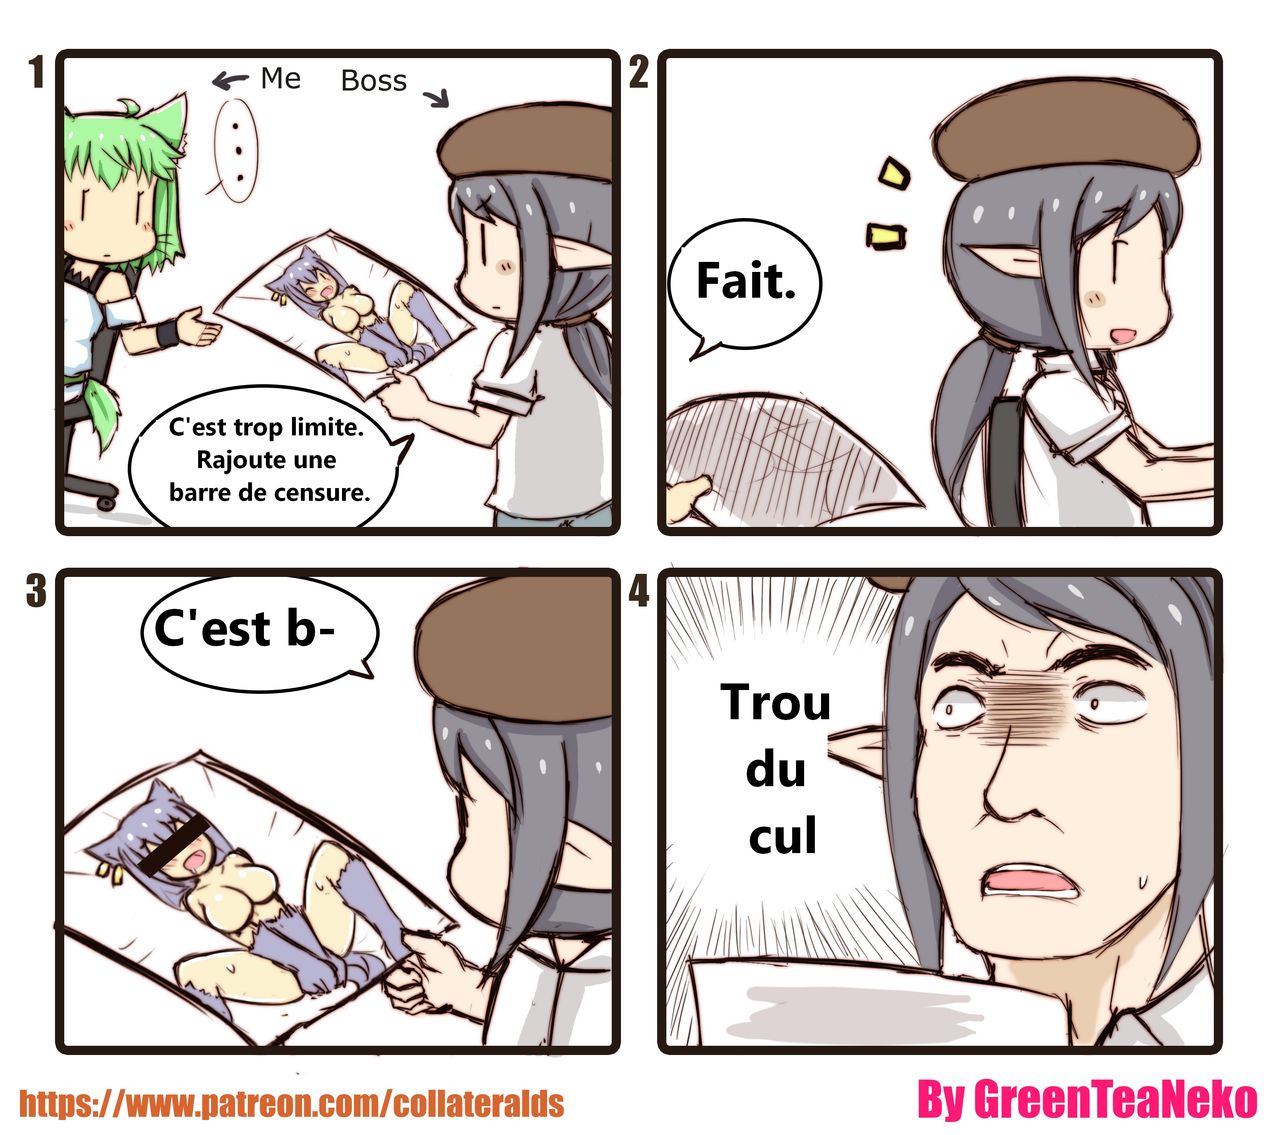 1
Me
Boss
...
C'est trop limite.
Rajoute une
barre de censure.
2
Fait.
3
C'est b-
4
Trou
du
cul
https://www.patreon.com/collateralds
By GreenTeaNeko